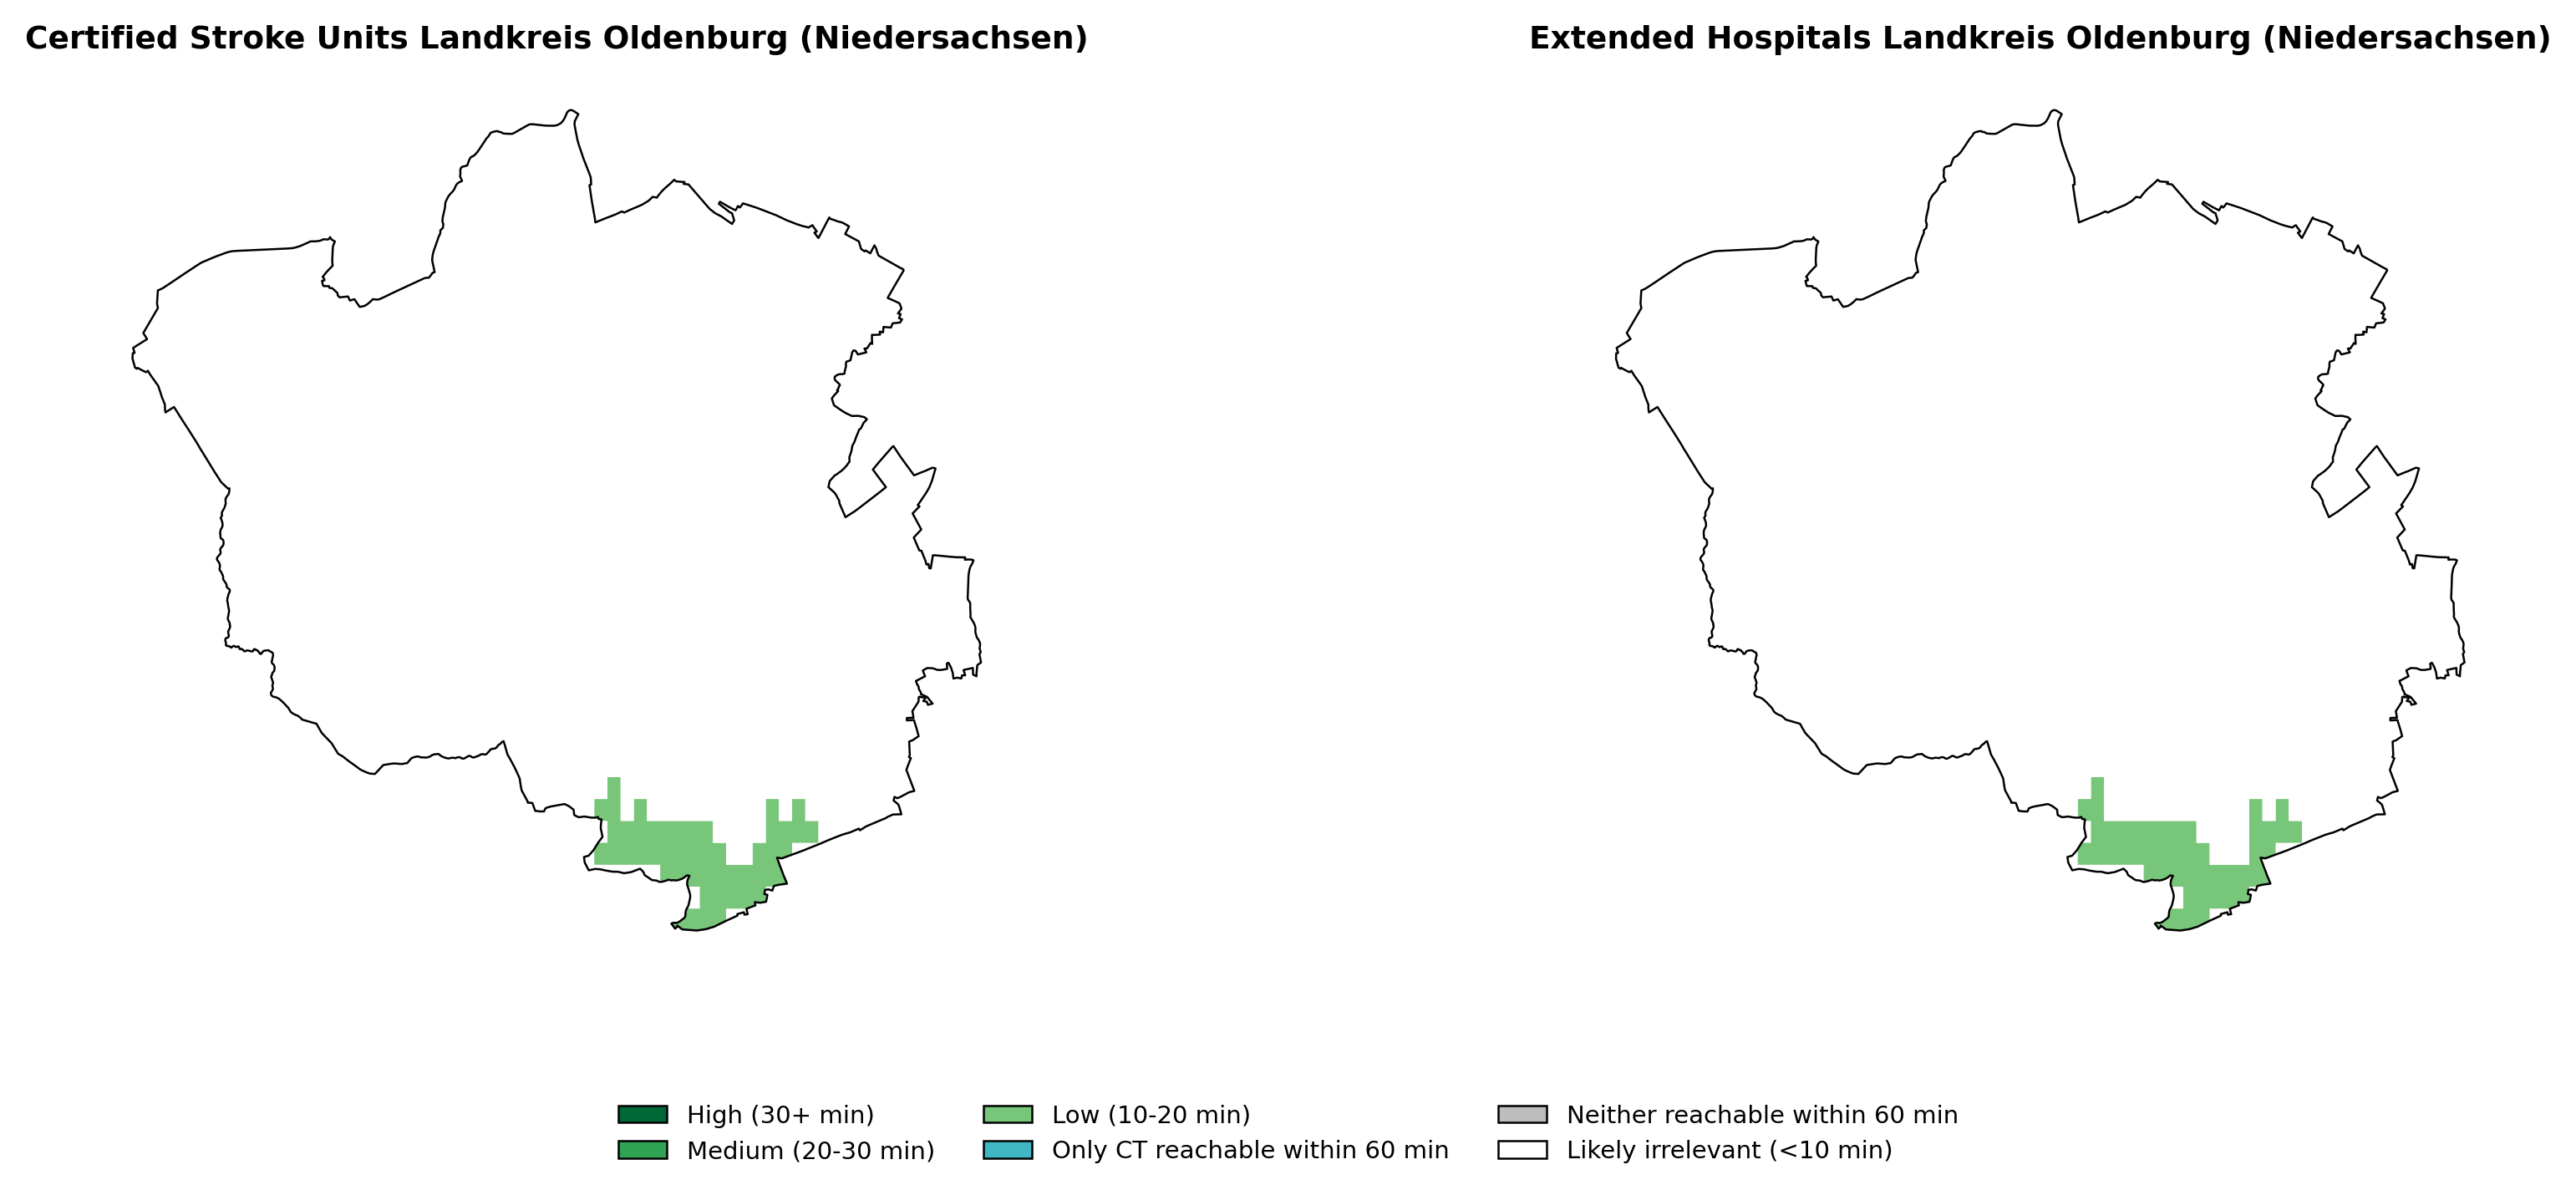 Certified Stroke Units Landkreis Oldenburg (Niedersachsen)
Extended Hospitals Landkreis Oldenburg (Niedersachsen)
High (30+ min)
Medium (20-30 min)
Low (10-20 min)
Only CT reachable within 60 min
Neither reachable within 60 min
Likely irrelevant (<10 min)